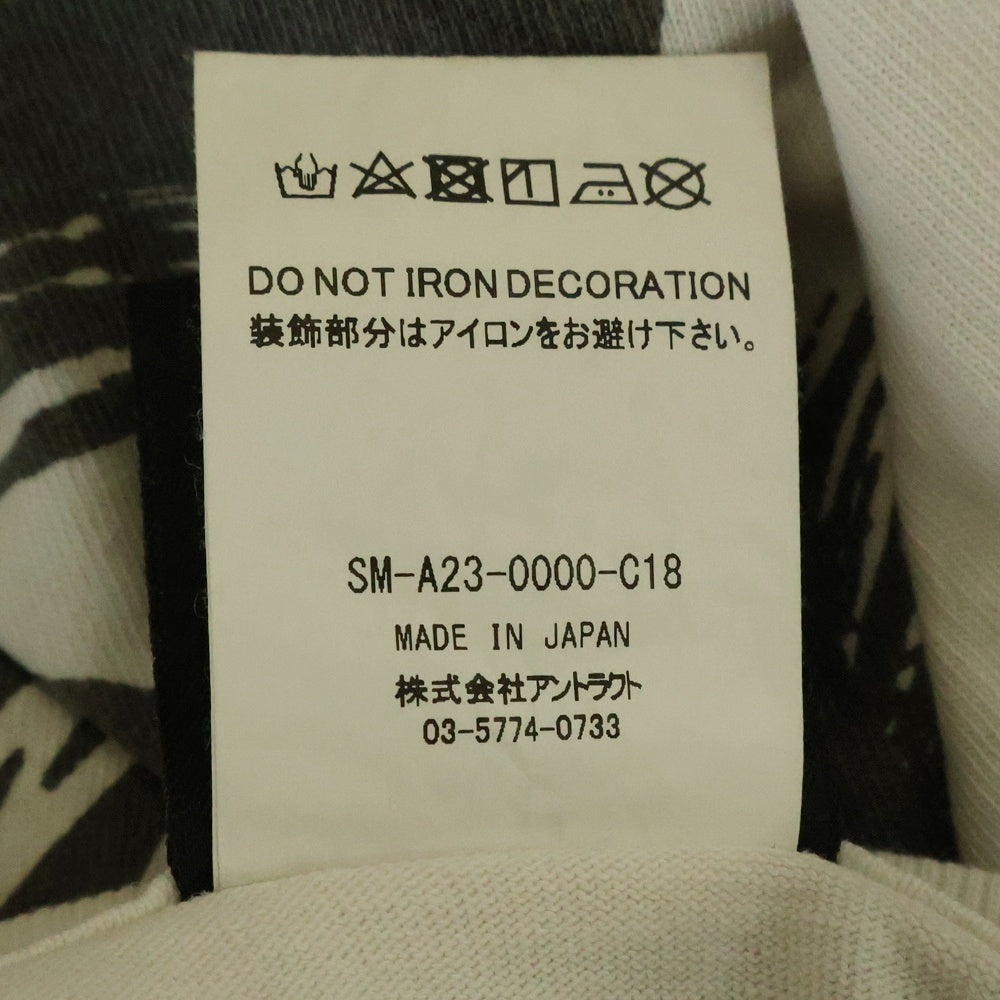 DO NOT IRON DECORATION
装飾部分はアイロンをお避け下さい。
SM-A23-0000-C18
MADE IN JAPAN
株式会社アントラクト
03-5774-0733